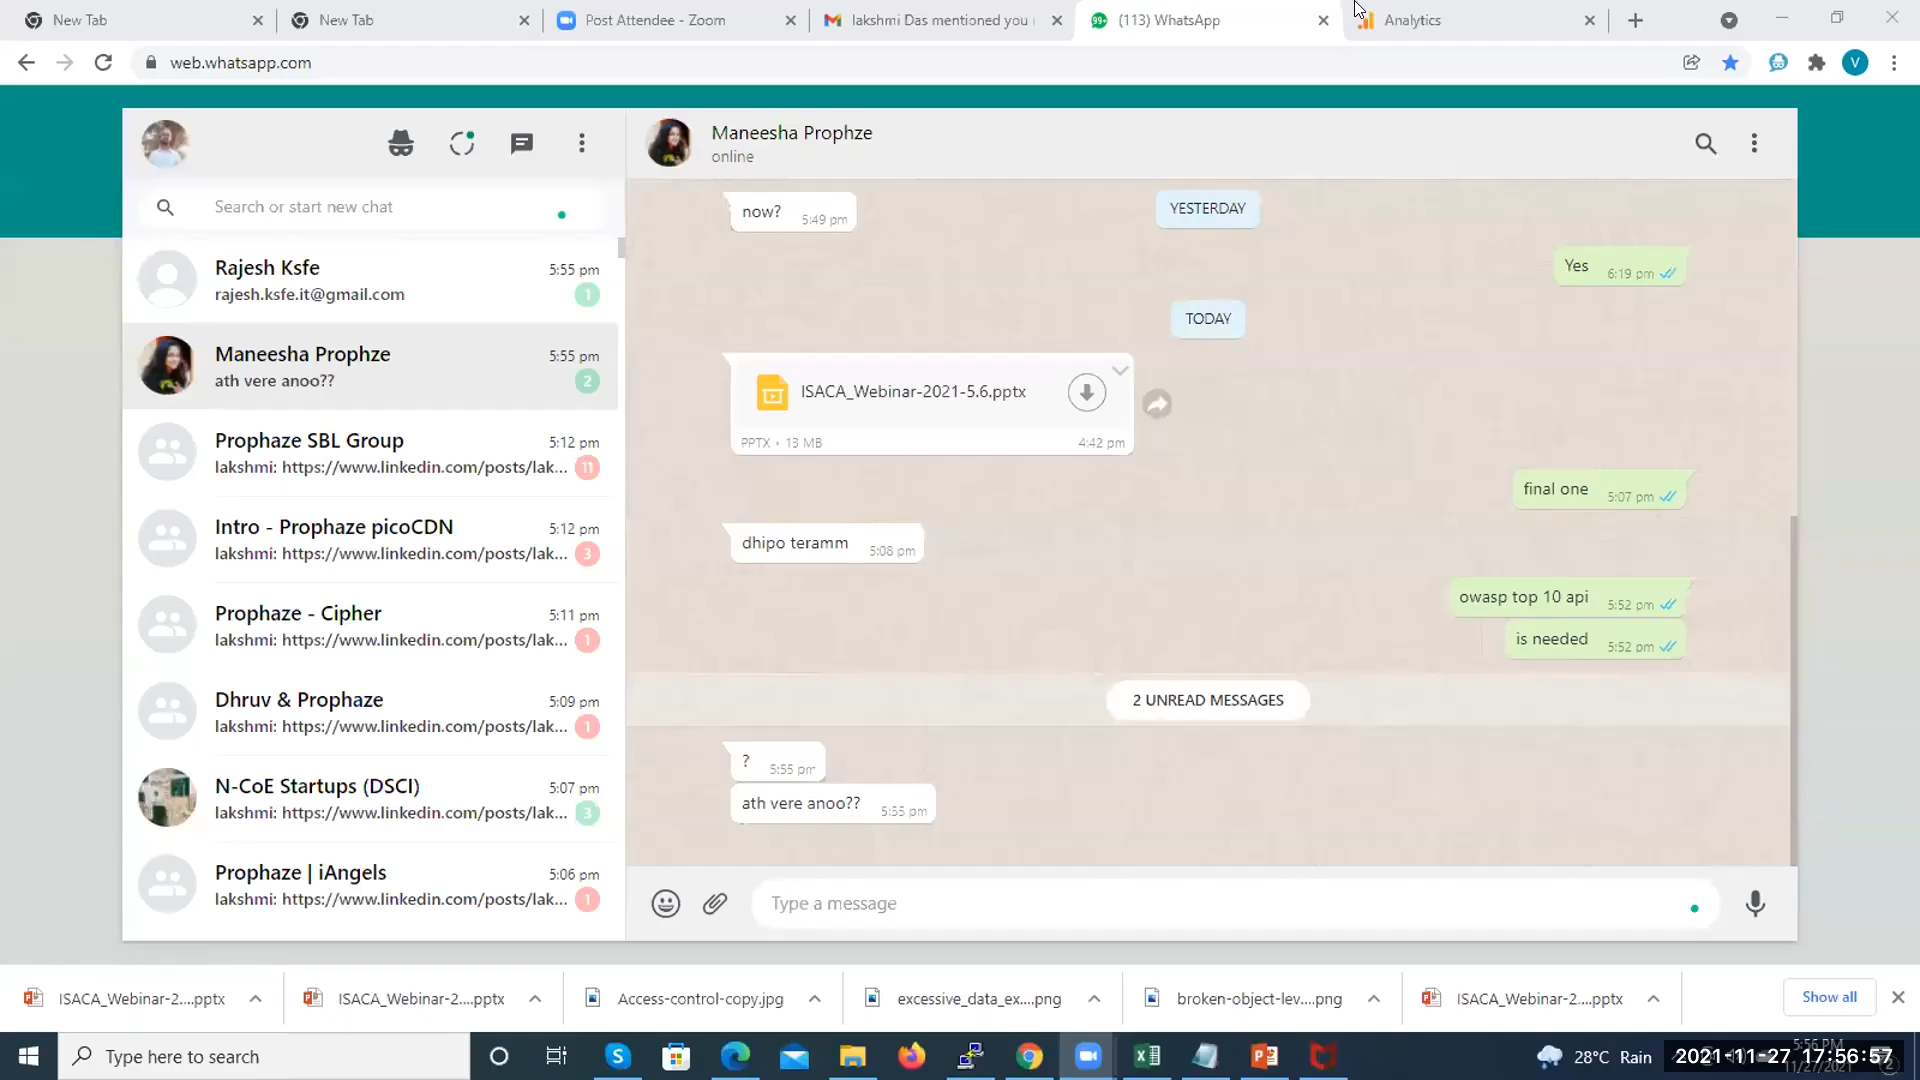 New Tab
New Tab
Post Attendee - Zoom
lakshmi Das mentioned you
(113) WhatsApp
Analytics
web.whatsapp.com
V
Maneesha Prophze
online
Search or start new chat
Rajesh Ksfe
5:55 pm
rajesh.ksfe.it@gmail.com
1
Maneesha Prophze
5:55 pm
ath vere anoo??
2
Prophaze SBL Group
5:12 pm
lakshmi: https://www.linkedin.com/posts/lak...
11
Intro - Prophaze picoCDN
5:12 pm
lakshmi: https://www.linkedin.com/posts/lak...
3
Prophaze - Cipher
5:11 pm
lakshmi: https://www.linkedin.com/posts/lak...
1
Dhruv & Prophaze
5:09 pm
lakshmi: https://www.linkedin.com/posts/lak...
1
N-CoE Startups (DSCI)
5:07 pm
lakshmi: https://www.linkedin.com/posts/lak...
3
Prophaze | iAngels
5:06 pm
lakshmi: https://www.linkedin.com/posts/lak...
1
now? 5:49 pm
YESTERDAY
Yes 6:19 pm
TODAY
ISACA_Webinar-2021-5.6.pptx
PPTX • 13 MB 4:42 pm
final one 5:07 pm
dhipo teramm 5:08 pm
owasp top 10 api 5:52 pm
is needed 5:52 pm
2 UNREAD MESSAGES
? 5:55 pm
ath vere anoo?? 5:55 pm
Type a message
ISACA_Webinar-2....pptx
ISACA_Webinar-2....pptx
Access-control-copy.jpg
excessive_data_ex....png
broken-object-lev....png
ISACA_Webinar-2....pptx
Show all
Type here to search
28°C Rain
5:56 PM
2021-11-27 17:56:57